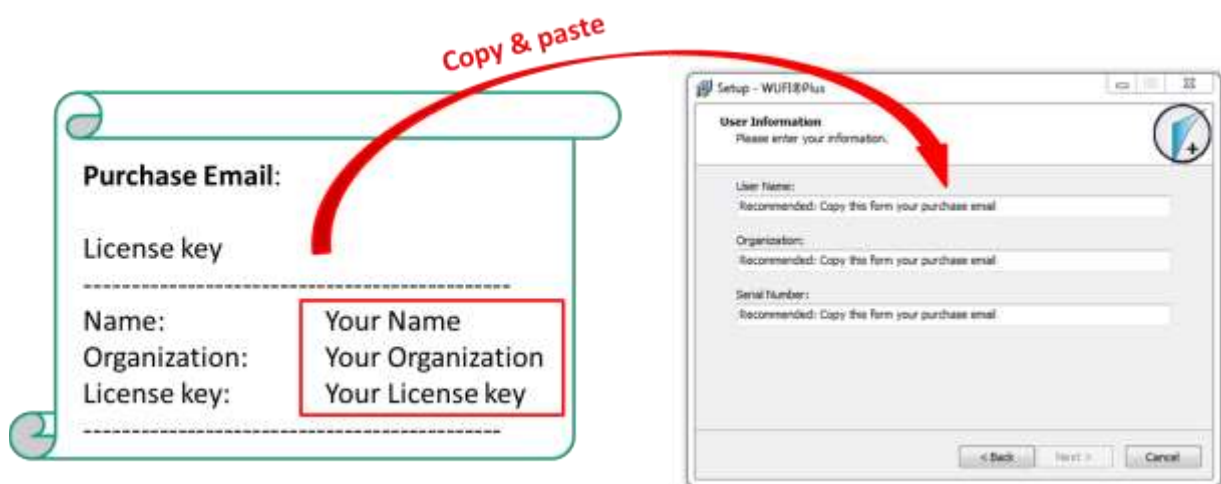 Copy & paste
Purchase Email:
License key
----------------------------------------
Name: Your Name
Organization: Your Organization
License key: Your License key
----------------------------------------
Setup - WUFI®Plus
User Information
Please enter your information.
User Name:
Recommended: Copy this form your purchase email
Organization:
Recommended: Copy this form your purchase email
Serial Number:
Recommended: Copy this form your purchase email
< Back Next > Cancel